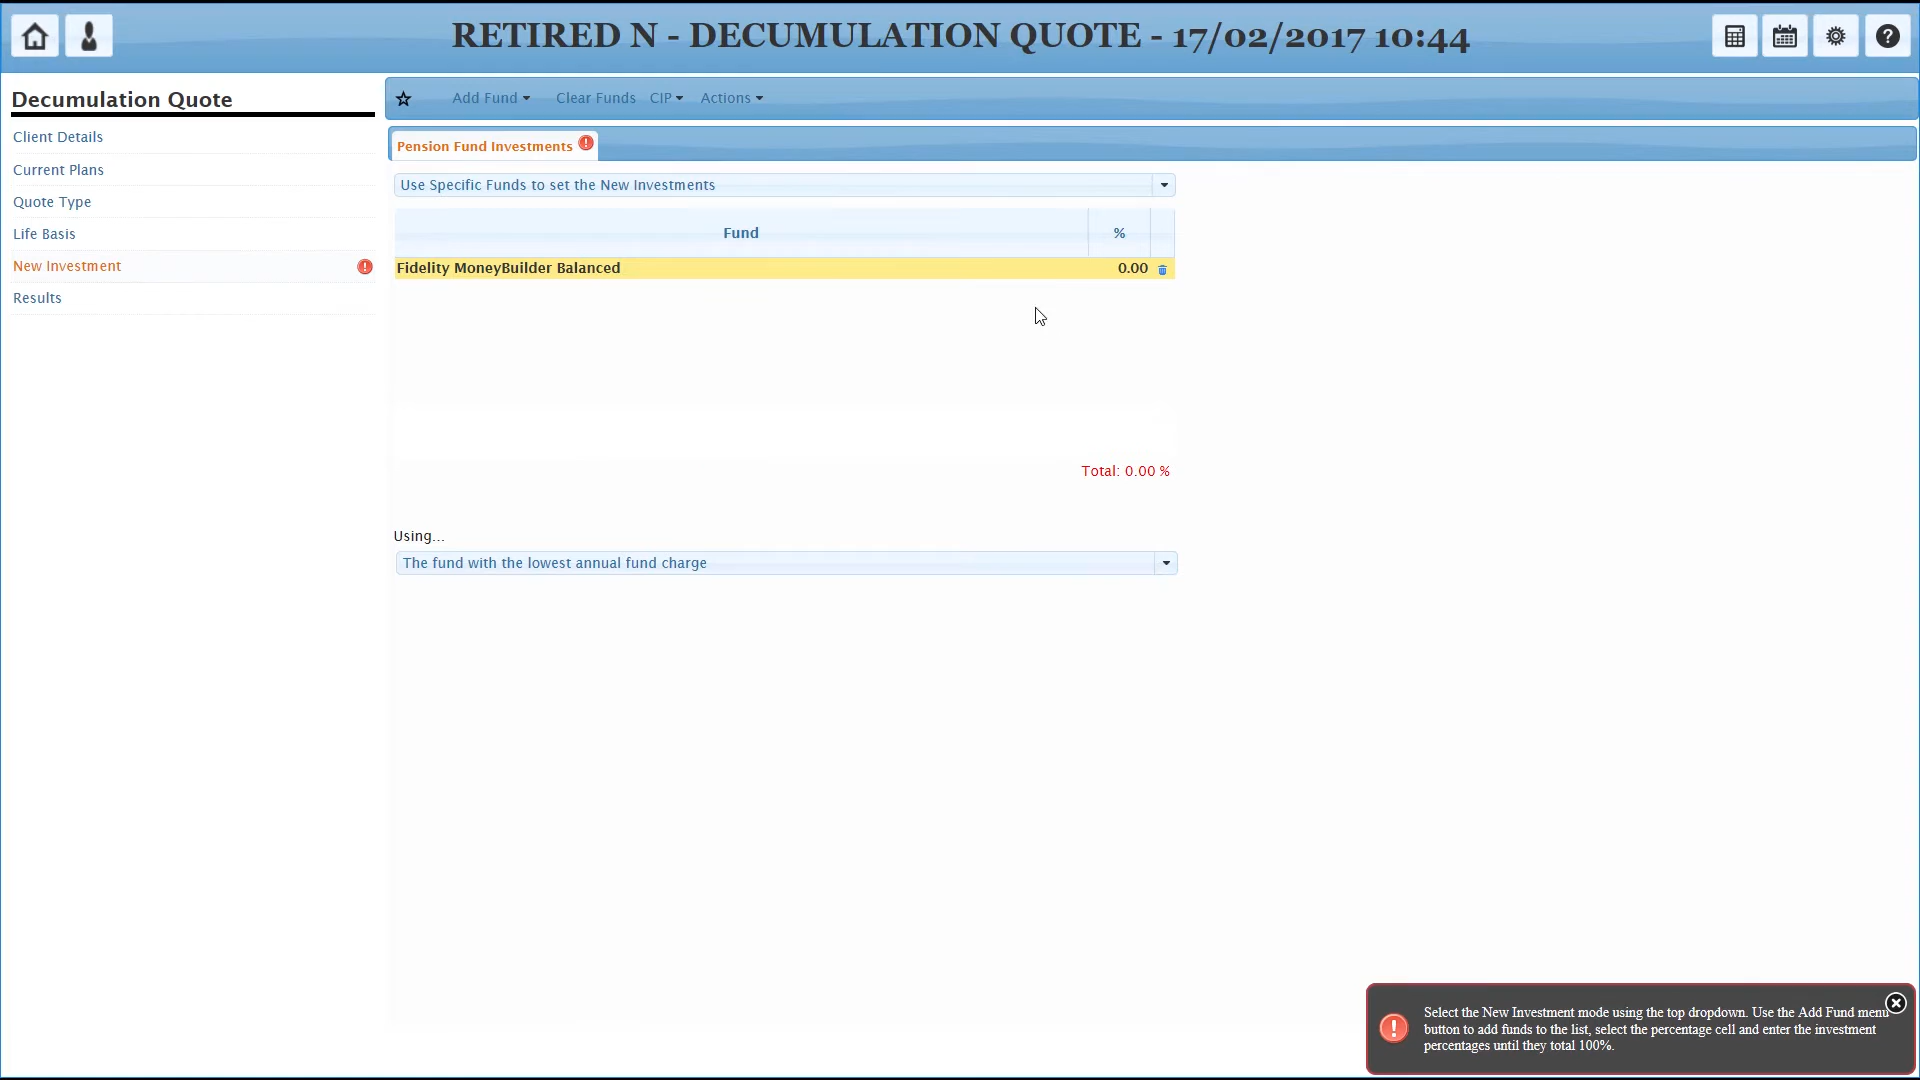 RETIRED N - DECUMULATION QUOTE - 17/02/2017 10:44
Decumulation Quote
Client Details
Current Plans
Quote Type
Life Basis
New Investment
Results
Add Fund
Clear Funds
CIP
Actions
Pension Fund Investments
Use Specific Funds to set the New Investments
Fund
%
Fidelity MoneyBuilder Balanced
0.00
Total: 0.00 %
Using...
The fund with the lowest annual fund charge
Select the New Investment mode using the top dropdown. Use the Add Fund menu
button to add funds to the list, select the percentage cell and enter the investment
percentages until they total 100%.